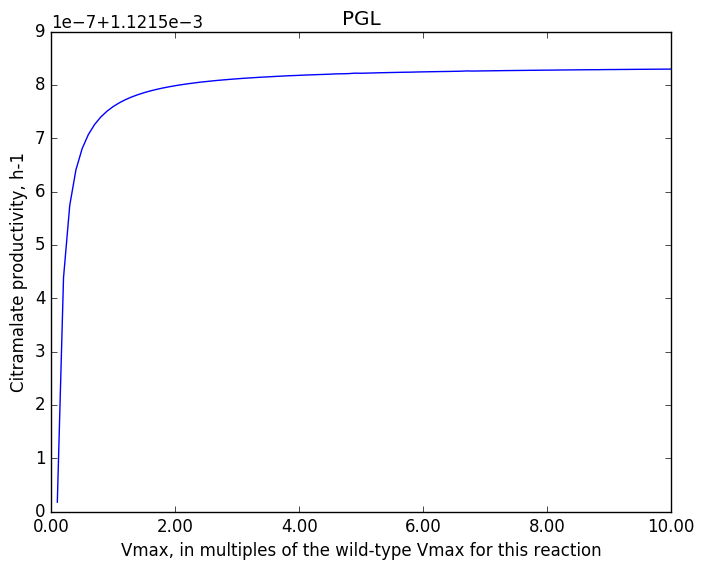 PGL
1e−7+1.1215e−3
9
8
7
6
5
4
3
2
1
0
0.00 2.00 4.00 6.00 8.00 10.00
Citramalate productivity, h-1
Vmax, in multiples of the wild-type Vmax for this reaction